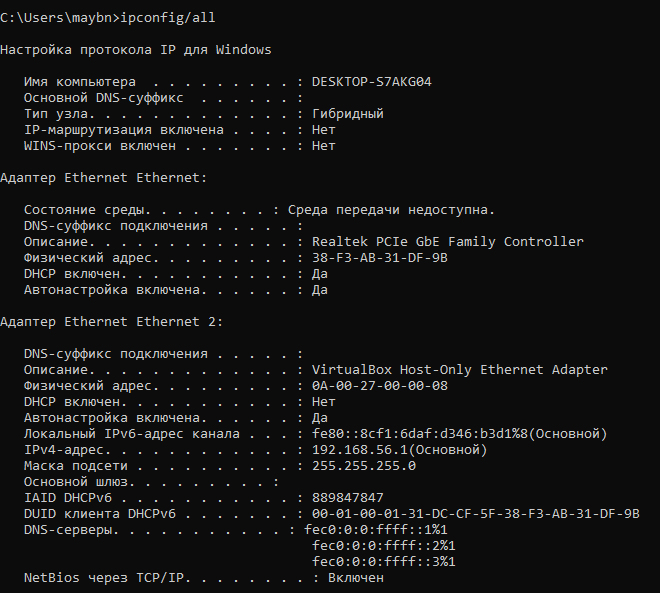 C:\Users\maybn>ipconfig/all
Настройка протокола IP для Windows
Имя компьютера  . . . . . . . . . : DESKTOP-S7AKG04
Основной DNS-суффикс  . . . . . . :
Тип узла. . . . . . . . . . . . . : Гибридный
IP-маршрутизация включена . . . . : Нет
WINS-прокси включен . . . . . . . : Нет
Адаптер Ethernet Ethernet:
Состояние среды. . . . . . . . : Среда передачи недоступна.
DNS-суффикс подключения . . . . . :
Описание. . . . . . . . . . . . . : Realtek PCIe GbE Family Controller
Физический адрес. . . . . . . . . : 38-F3-AB-31-DF-9B
DHCP включен. . . . . . . . . . . : Да
Автонастройка включена. . . . . . : Да
Адаптер Ethernet Ethernet 2:
DNS-суффикс подключения . . . . . :
Описание. . . . . . . . . . . . . : VirtualBox Host-Only Ethernet Adapter
Физический адрес. . . . . . . . . : 0A-00-27-00-00-08
DHCP включен. . . . . . . . . . . : Нет
Автонастройка включена. . . . . . : Да
Локальный IPv6-адрес канала . . . : fe80::8cf1:6daf:d346:b3d1%8(Основной)
IPv4-адрес. . . . . . . . . . . . : 192.168.56.1(Основной)
Маска подсети . . . . . . . . . . : 255.255.255.0
Основной шлюз. . . . . . . . . :
IAID DHCPv6 . . . . . . . . . . . : 889847847
DUID клиента DHCPv6 . . . . . . . : 00-01-00-01-31-DC-CF-5F-38-F3-AB-31-DF-9B
DNS-серверы. . . . . . . . . . . : fec0:0:0:ffff::1%1
fec0:0:0:ffff::2%1
fec0:0:0:ffff::3%1
NetBios через TCP/IP. . . . . . . . : Включен